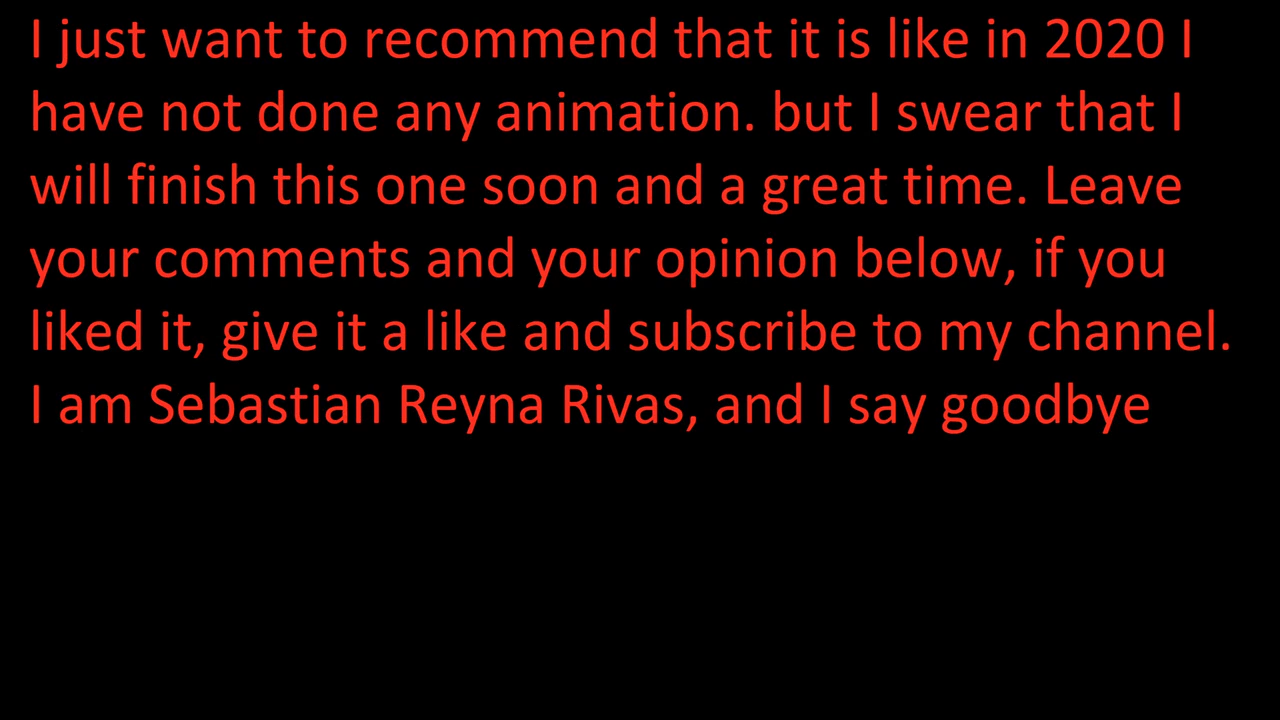 I just want to recommend that it is like in 2020 I
have not done any animation. but I swear that I
will finish this one soon and a great time. Leave
your comments and your opinion below, if you
liked it, give it a like and subscribe to my channel.
I am Sebastian Reyna Rivas, and I say goodbye